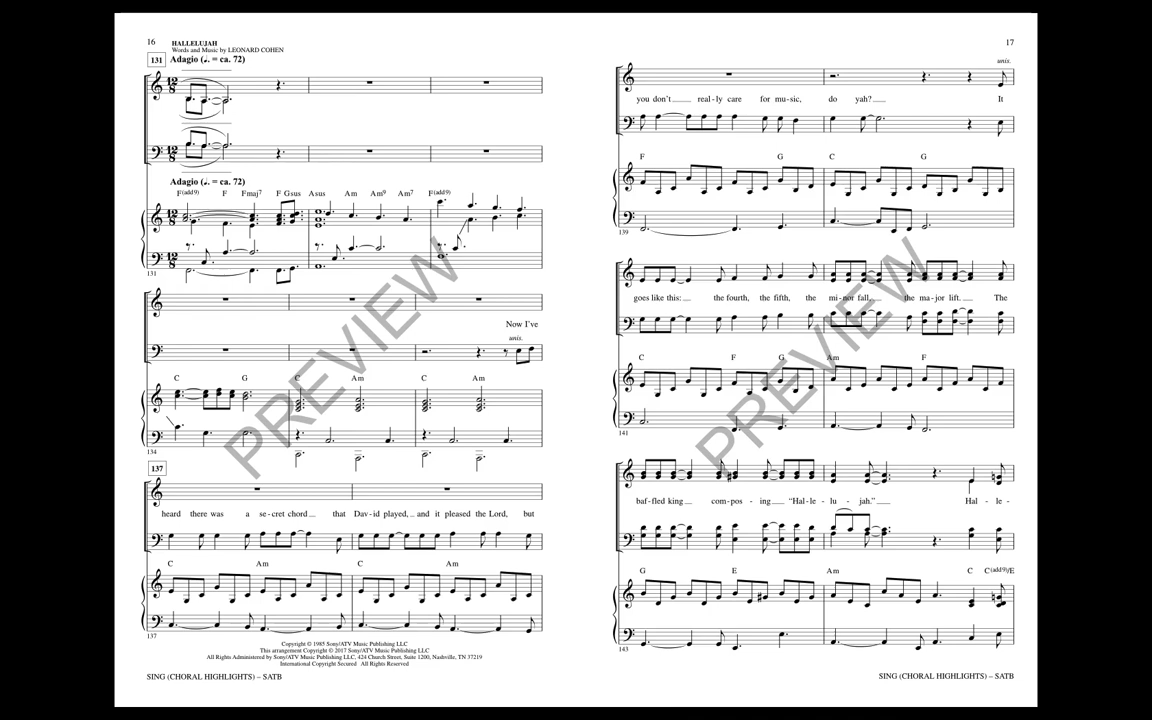 16
HALLELUJAH
Words and Music by LEONARD COHEN
131 Adagio (♩. = ca. 72)
Adagio (♩. = ca. 72)
F(add9) F Fmaj7 F Gsus Asus Am Am9 Am7 F(add9)
131
Now I've
unis.
C G C Am C Am
134
137
heard there was a se - cret chord that Dav - id played, and it pleased the Lord, but
C Am C Am
137
Copyright © 1985 Sony/ATV Music Publishing LLC
This arrangement Copyright © 2017 Sony/ATV Music Publishing LLC
All Rights Administered by Sony/ATV Music Publishing LLC, 424 Church Street, Suite 1200, Nashville, TN 37219
International Copyright Secured All Rights Reserved
SING (CHORAL HIGHLIGHTS) – SATB
PREVIEW
17
unis.
you don't real - ly care for mu - sic, do yah? It
F G C G
139
goes like this: the fourth, the fifth, the mi - nor fall, the ma - jor lift. The
C F G Am F
141
baf - fled king com - pos - ing “Hal - le - lu - jah.” Hal - le -
G E Am C C(add9)/E
143
SING (CHORAL HIGHLIGHTS) – SATB
PREVIEW